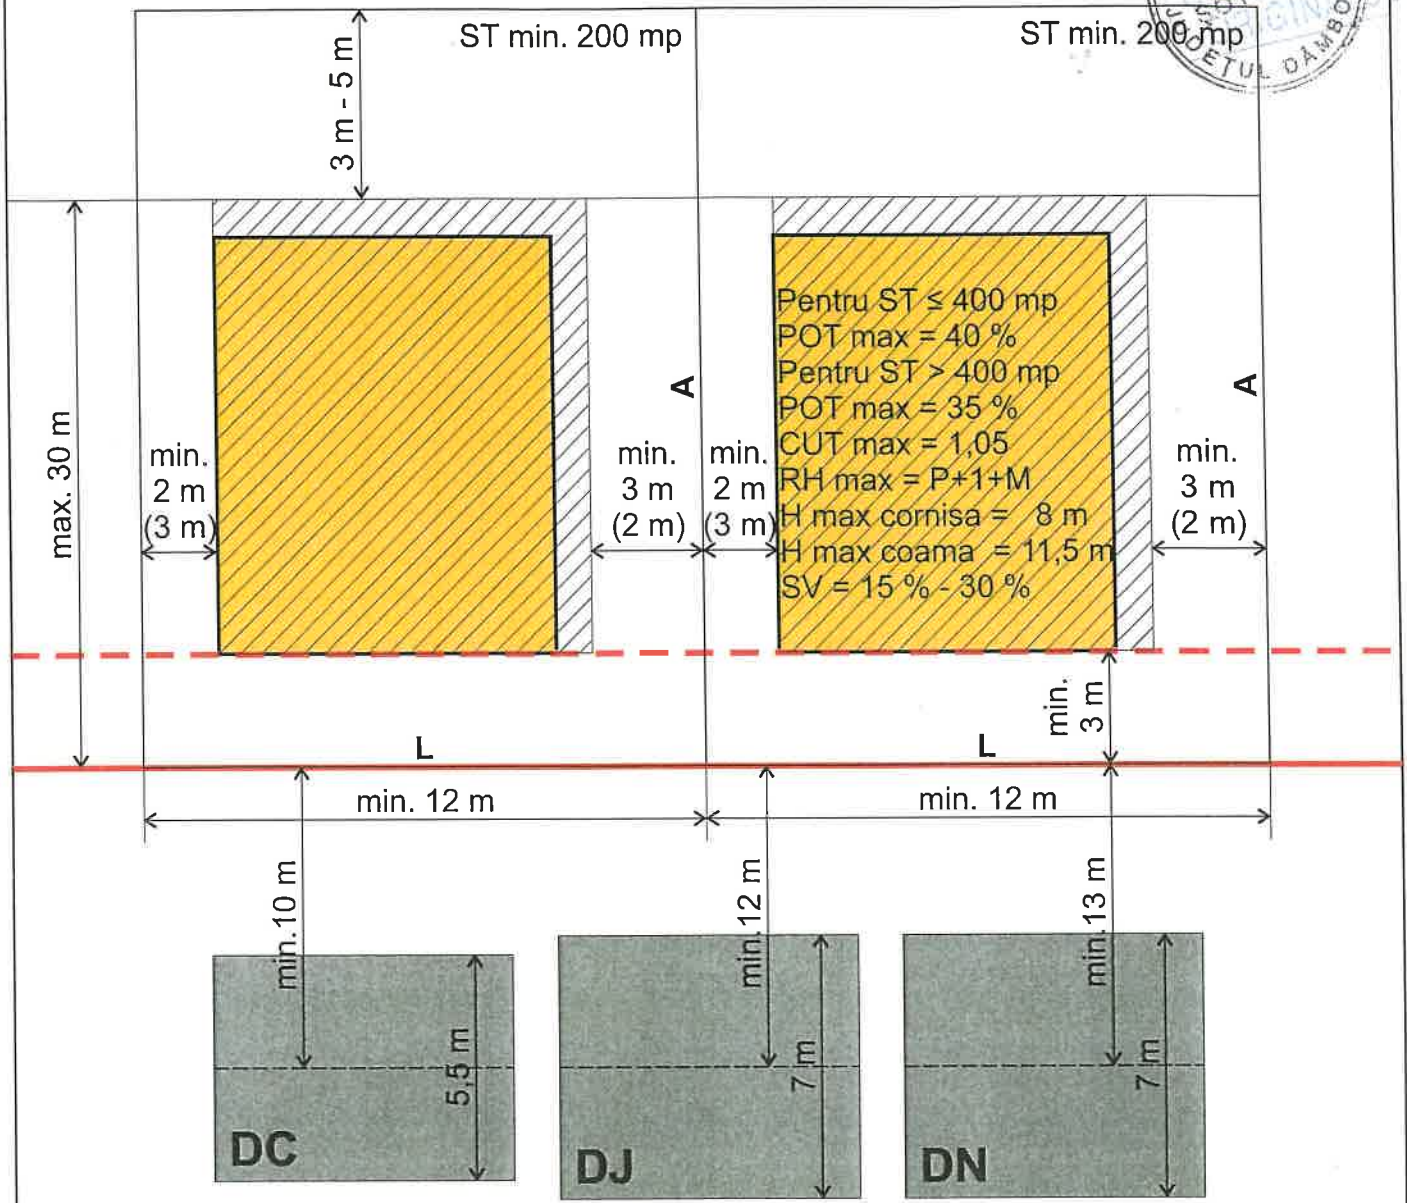 ST min. 200 mp
ST min. 200 mp
JUDEȚUL DÂMBO
3 m - 5 m
max. 30 m
min.
2 m
(3 m)
min.
3 m
(2 m)
A
min.
2 m
(3 m)
Pentru ST ≤ 400 mp
POT max = 40 %
Pentru ST > 400 mp
POT max = 35 %
CUT max = 1,05
RH max = P+1+M
H max cornisa = 8 m
H max coama = 11,5 m
SV = 15 % - 30 %
min.
3 m
(2 m)
A
min.
3 m
L
L
min. 12 m
min. 12 m
min.10 m
min.12 m
min.13 m
5,5 m
7 m
7 m
DC
DJ
DN